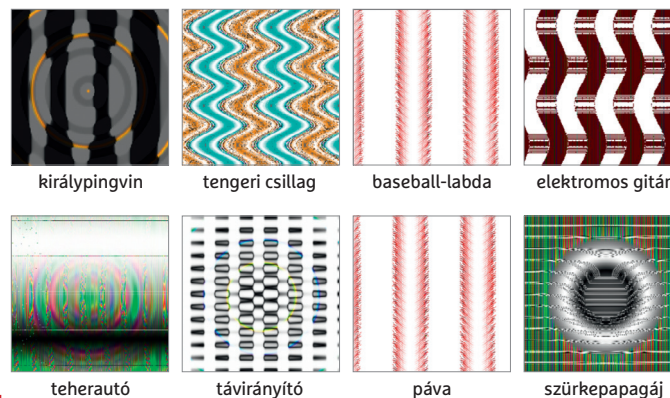 királypingvin tengeri csillag baseball-labda elektromos gitár
teherautó távirányító páva szürkepapagáj